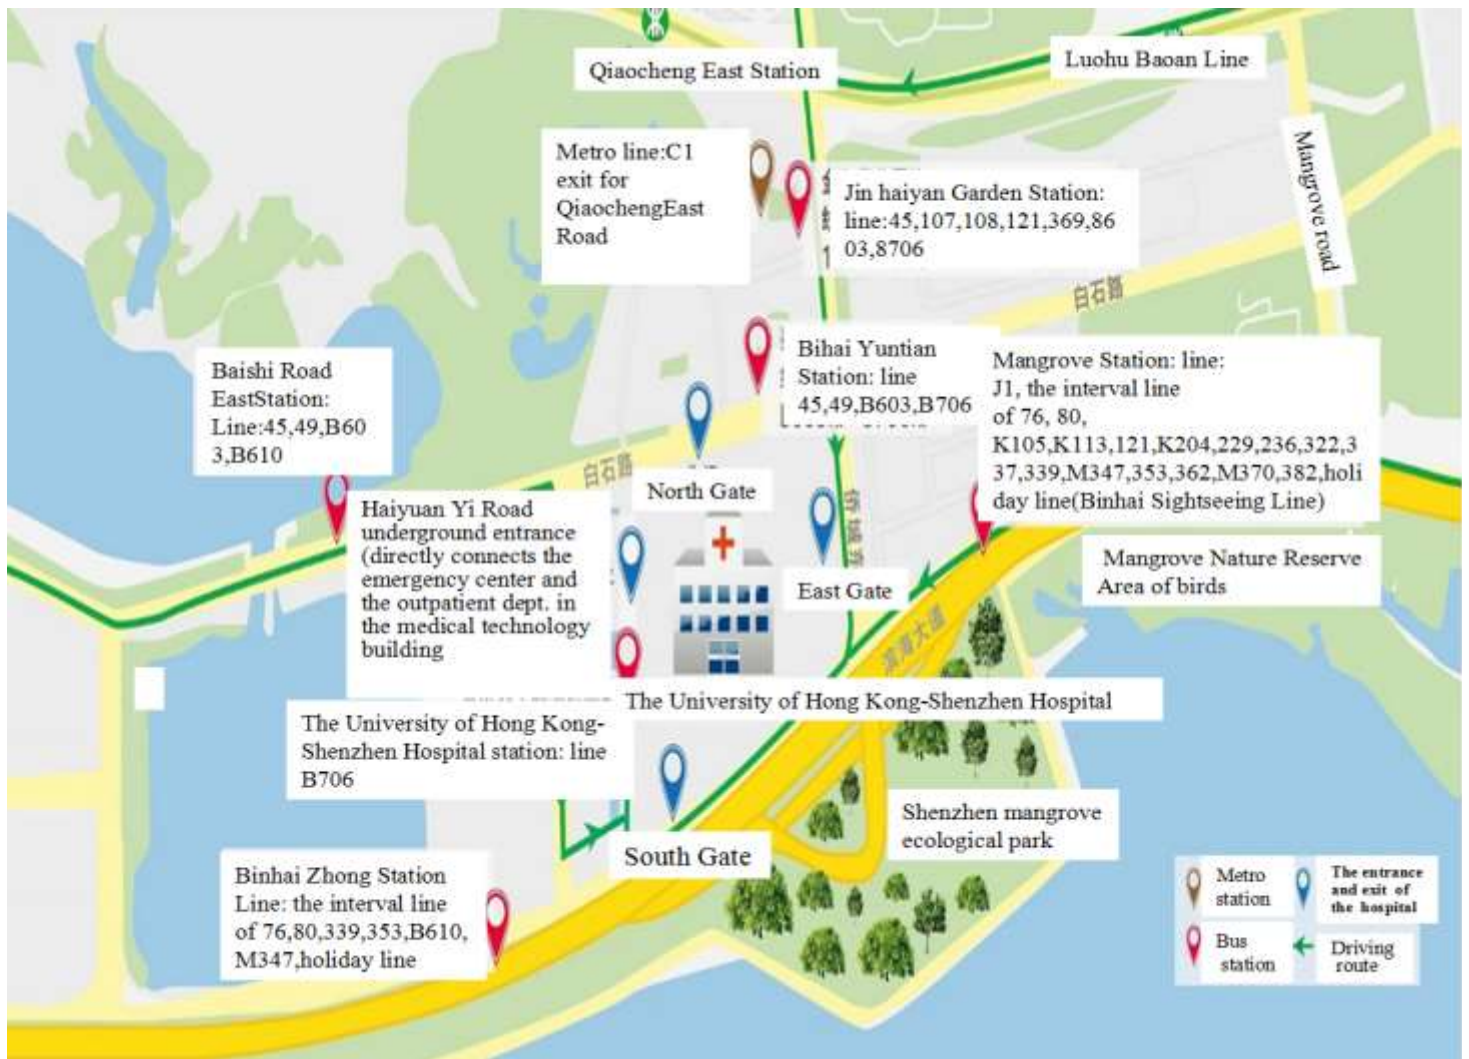 Qiaocheng East Station
Luohu Baoan Line
Metro line:C1
exit for
QiaochengEast
Road
Jin haiyan Garden Station:
line:45,107,108,121,369,86
03,8706
Mangrove road
白石路
Baishi Road
EastStation:
Line:45,49,B60
3,B610
Bihai Yuntian
Station: line
45,49,B603,B706
Mangrove Station: line:
J1, the interval line
of 76, 80,
K105,K113,121,K204,229,236,322,3
37,339,M347,353,362,M370,382,holi
day line(Binhai Sightseeing Line)
白石路
North Gate
Haiyuan Yi Road
underground entrance
(directly connects the
emergency center and
the outpatient dept. in
the medical technology
building
East Gate
Mangrove Nature Reserve
Area of birds
滨海大道
The University of Hong Kong-Shenzhen Hospital
The University of Hong Kong-
Shenzhen Hospital station: line
B706
Shenzhen mangrove
ecological park
South Gate
Binhai Zhong Station
Line: the interval line
of 76,80,339,353,B610,
M347,holiday line
Metro
station
The entrance
and exit of
the hospital
Bus
station
Driving
route